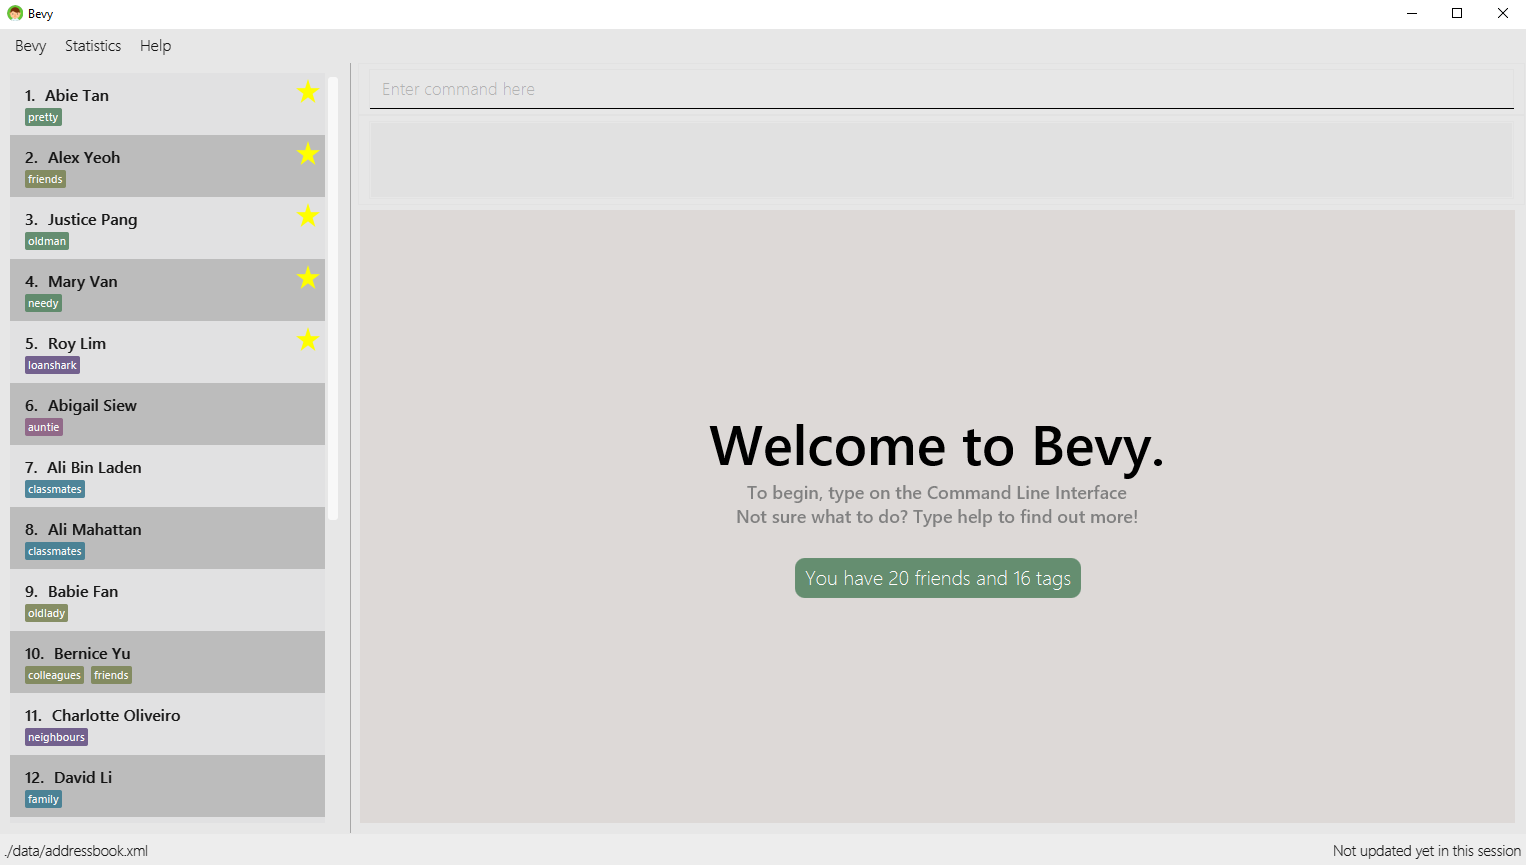 Bevy
Bevy Statistics Help
1. Abie Tan
pretty
2. Alex Yeoh
friends
3. Justice Pang
oldman
4. Mary Van
needy
5. Roy Lim
loanshark
6. Abigail Siew
auntie
7. Ali Bin Laden
classmates
8. Ali Mahattan
classmates
9. Babie Fan
oldlady
10. Bernice Yu
colleagues friends
11. Charlotte Oliveiro
neighbours
12. David Li
family
Enter command here
Welcome to Bevy.
To begin, type on the Command Line Interface
Not sure what to do? Type help to find out more!
You have 20 friends and 16 tags
./data/addressbook.xml
Not updated yet in this session